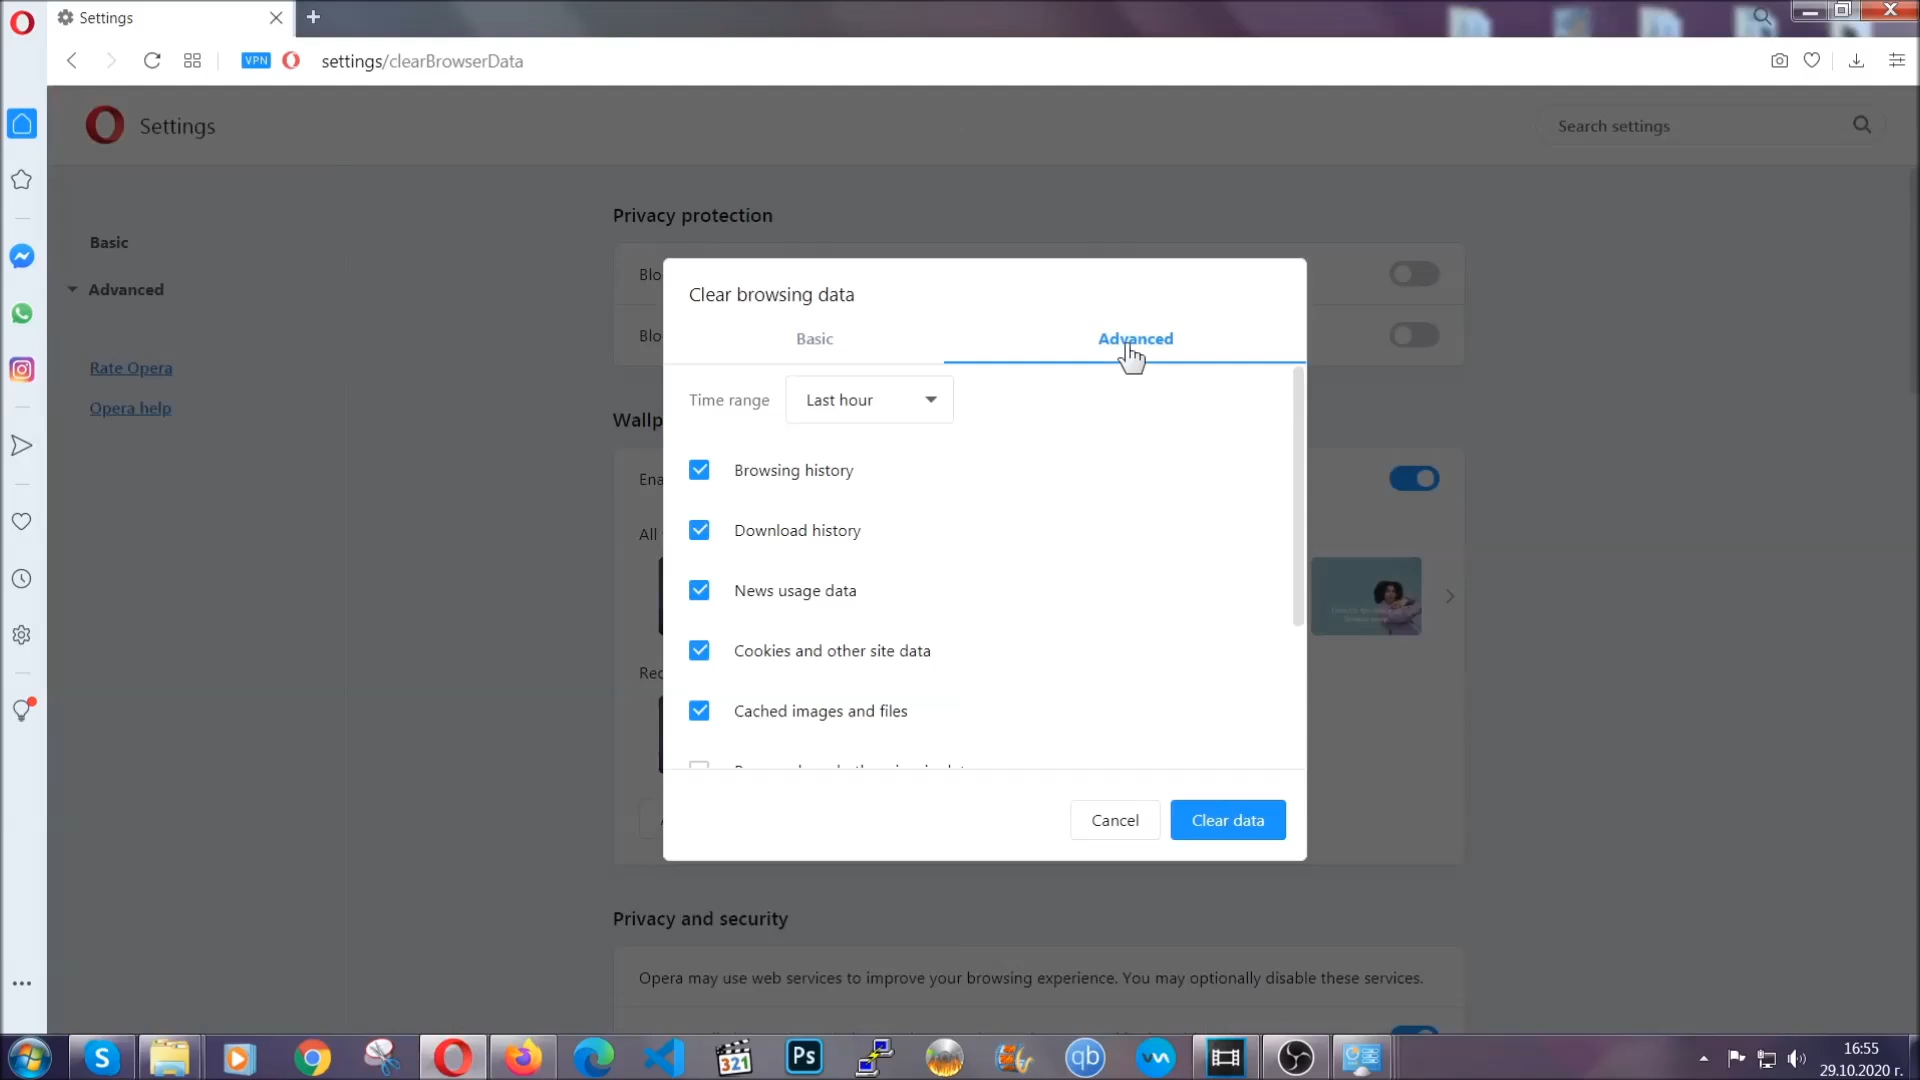 Settings
VPN
settings/clearBrowserData
Settings
Search settings
Basic
Advanced
Rate Opera
Opera help
Privacy protection
Blo
Blo
Wallp
Ena
All
Rec
Clear browsing data
Basic
Advanced
Time range
Last hour
Browsing history
Download history
News usage data
Cookies and other site data
Cached images and files
Cancel
Clear data
Privacy and security
Opera may use web services to improve your browsing experience. You may optionally disable these services.
S
321
Ps
qb
16:55
29.10.2020 г.